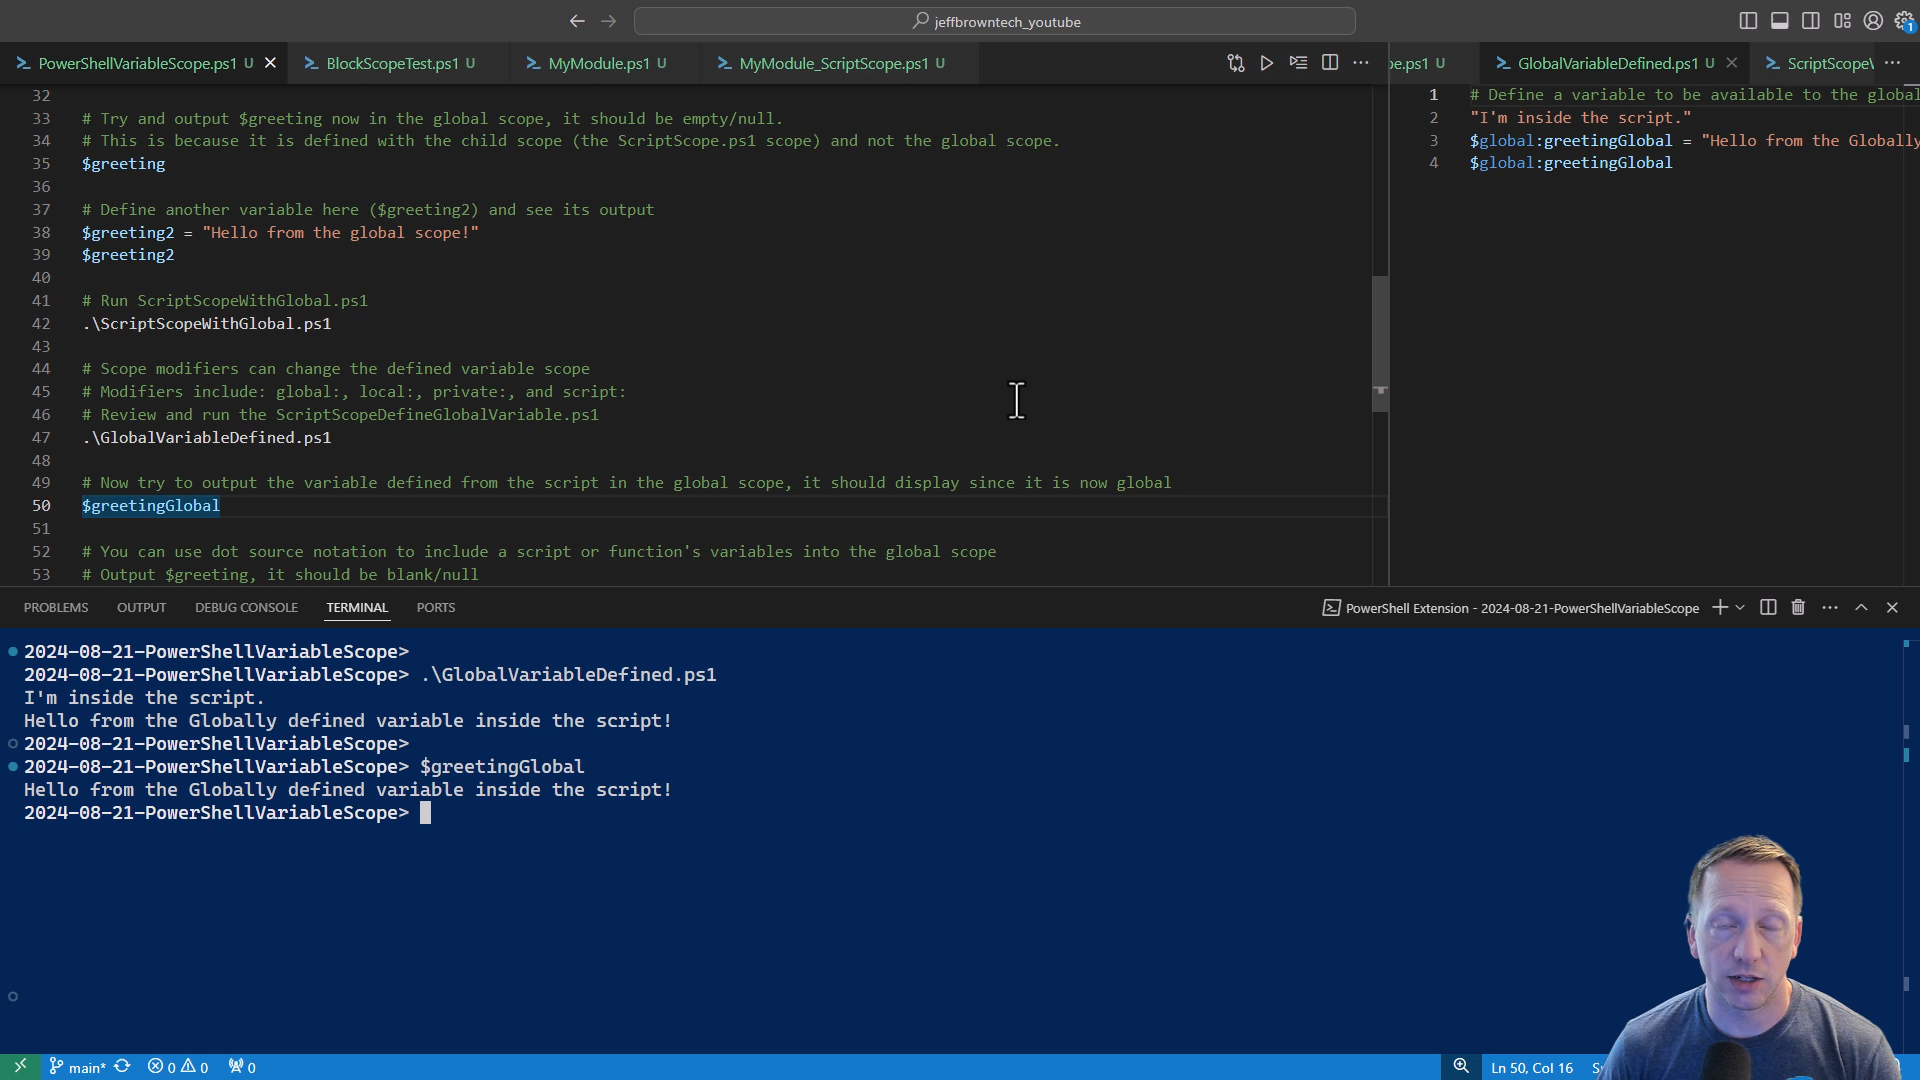 jeffbrowntech_youtube
1
PowerShellVariableScope.ps1 U
BlockScopeTest.ps1 U
MyModule.ps1 U
MyModule_ScriptScope.ps1 U
pe.ps1 U
GlobalVariableDefined.ps1 U
ScriptScopeV
32
33 # Try and output $greeting now in the global scope, it should be empty/null.
34 # This is because it is defined with the child scope (the ScriptScope.ps1 scope) and not the global scope.
35 $greeting
36
37 # Define another variable here ($greeting2) and see its output
38 $greeting2 = "Hello from the global scope!"
39 $greeting2
40
41 # Run ScriptScopeWithGlobal.ps1
42 .\ScriptScopeWithGlobal.ps1
43
44 # Scope modifiers can change the defined variable scope
45 # Modifiers include: global:, local:, private:, and script:
46 # Review and run the ScriptScopeDefineGlobalVariable.ps1
47 .\GlobalVariableDefined.ps1
48
49 # Now try to output the variable defined from the script in the global scope, it should display since it is now global
50 $greetingGlobal
51
52 # You can use dot source notation to include a script or function's variables into the global scope
53 # Output $greeting, it should be blank/null
1 # Define a variable to be available to the global
2 "I'm inside the script."
3 $global:greetingGlobal = "Hello from the Globally
4 $global:greetingGlobal
PROBLEMS OUTPUT DEBUG CONSOLE TERMINAL PORTS
PowerShell Extension - 2024-08-21-PowerShellVariableScope
2024-08-21-PowerShellVariableScope>
2024-08-21-PowerShellVariableScope> .\GlobalVariableDefined.ps1
I'm inside the script.
Hello from the Globally defined variable inside the script!
2024-08-21-PowerShellVariableScope>
2024-08-21-PowerShellVariableScope> $greetingGlobal
Hello from the Globally defined variable inside the script!
2024-08-21-PowerShellVariableScope>
main* 0 0 0
Ln 50, Col 16